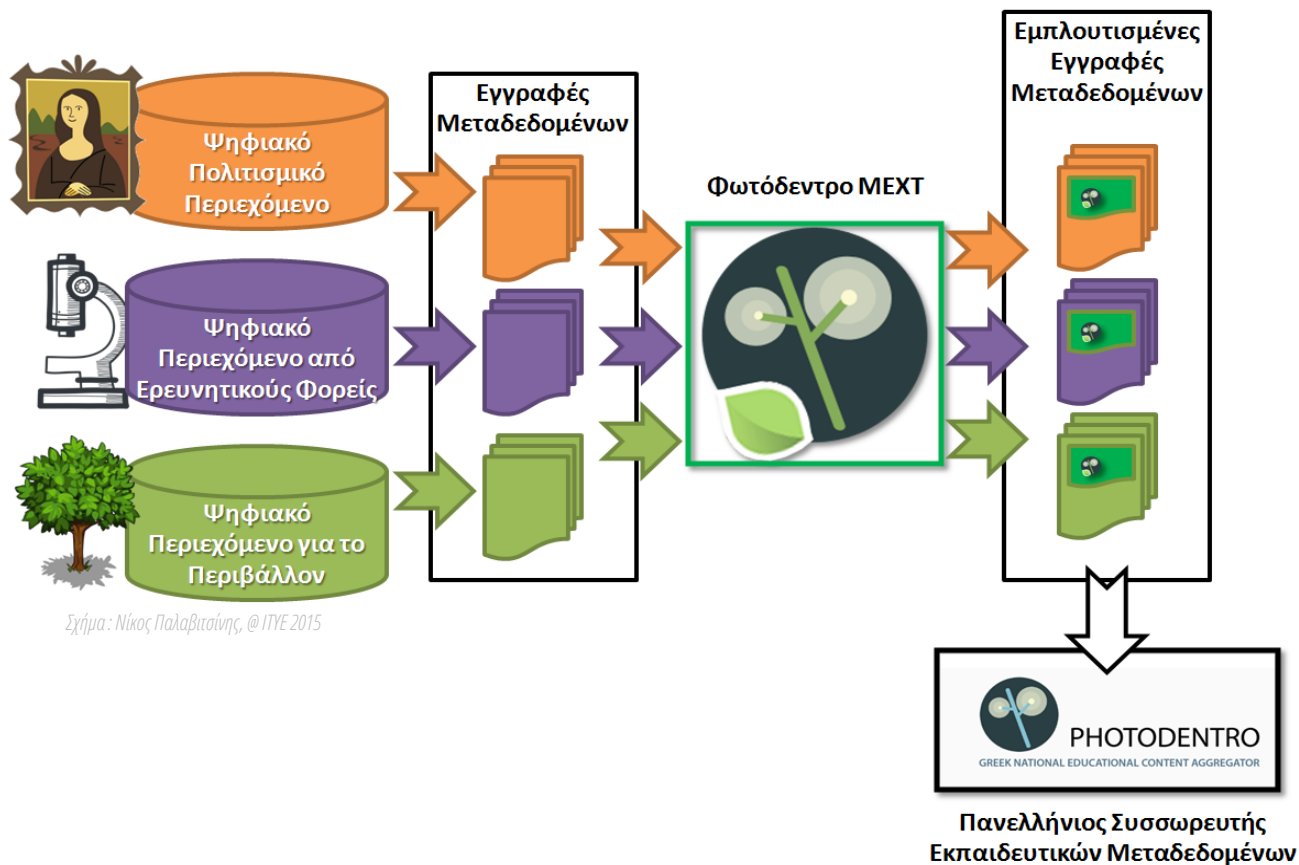 Ψηφιακό
Πολιτισμικό
Περιεχόμενο
Ψηφιακό
Περιεχόμενο από
Ερευνητικούς Φορείς
Ψηφιακό
Περιεχόμενο για το
Περιβάλλον
Σχήμα : Νίκος Παλαβιτσίνης, @ ΙΤΥΕ 2015
Εγγραφές
Μεταδεδομένων
Φωτόδεντρο MEXT
Εμπλουτισμένες
Εγγραφές
Μεταδεδομένων
PHOTODENTRO
GREEK NATIONAL EDUCATIONAL CONTENT AGGREGATOR
Πανελλήνιος Συσσωρευτής
Εκπαιδευτικών Μεταδεδομένων